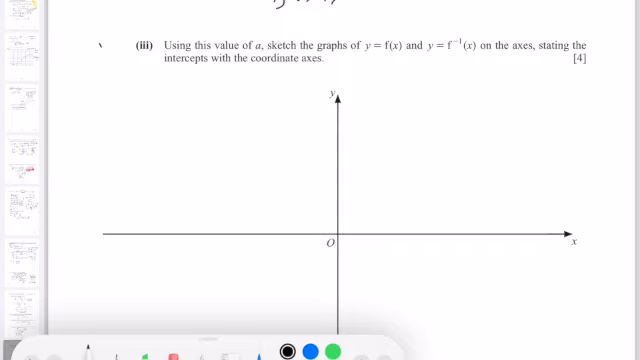 (iii) Using this value of a, sketch the graphs of y = f(x) and y = f⁻¹(x) on the axes, stating the
intercepts with the coordinate axes. [4]
y
O
x